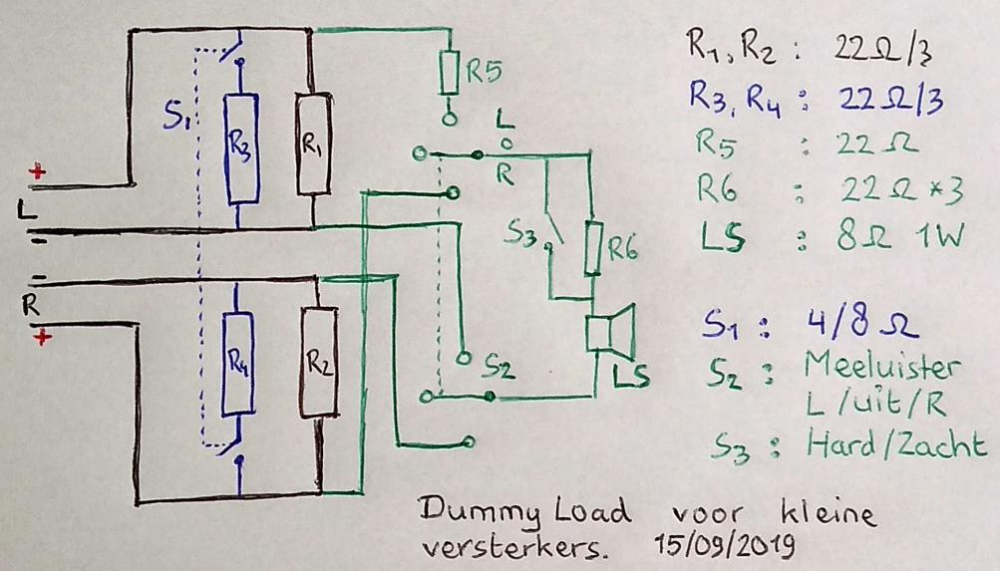 R5
S1
R3
R1
L
O
R
+
L
-
-
R
+
S3
R6
R4
R2
S2
LS
R1, R2 : 22Ω/3
R3, R4 : 22Ω/3
R5 : 22Ω
R6 : 22Ω*3
LS : 8Ω 1W
S1 : 4/8Ω
S2 : Meeluister
L/uit/R
S3 : Hard/Zacht
Dummy Load voor kleine
versterkers. 15/09/2019